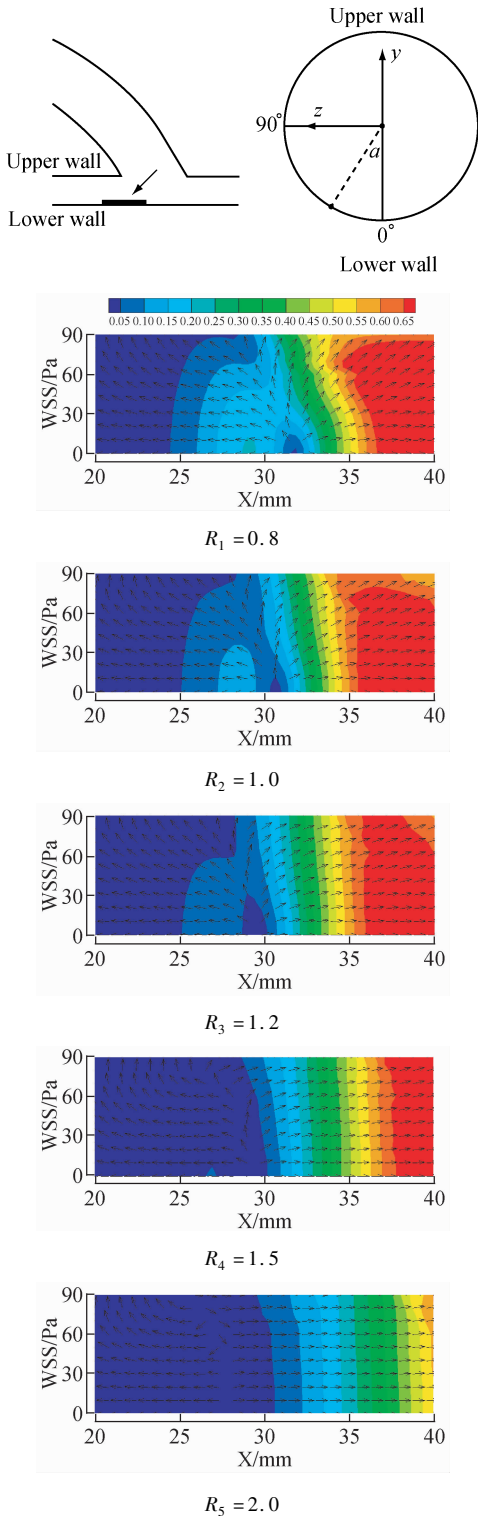 Upper wall
y
z
90°
a
Upper wall
Lower wall
0°
Lower wall
0.05 0.10 0.15 0.20 0.25 0.30 0.35 0.40 0.45 0.50 0.55 0.60 0.65
WSS/Pa
90
60
30
0
20 25 30 35 40
X/mm
R1 =0.8
WSS/Pa
90
60
30
0
20 25 30 35 40
X/mm
R2 =1.0
WSS/Pa
90
60
30
0
20 25 30 35 40
X/mm
R3 =1.2
WSS/Pa
90
60
30
0
20 25 30 35 40
X/mm
R4 =1.5
WSS/Pa
90
60
30
0
20 25 30 35 40
X/mm
R5 =2.0